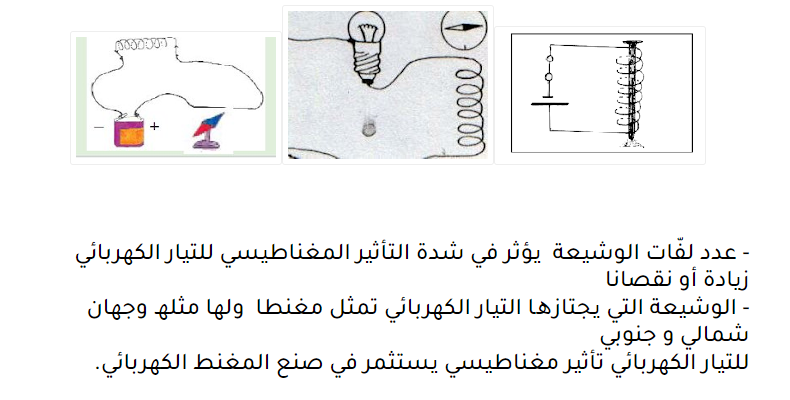 − +
- عدد لفّات الوشيعة يؤثر في شدة التأثير المغناطيسي للتيار الكهربائي
زيادة أو نقصانا
- الوشيعة التي يجتازها التيار الكهربائي تمثل مغنطا ولها مثله وجهان
شمالي و جنوبي
للتيار الكهربائي تأثير مغناطيسي يستثمر في صنع المغنط الكهربائي.